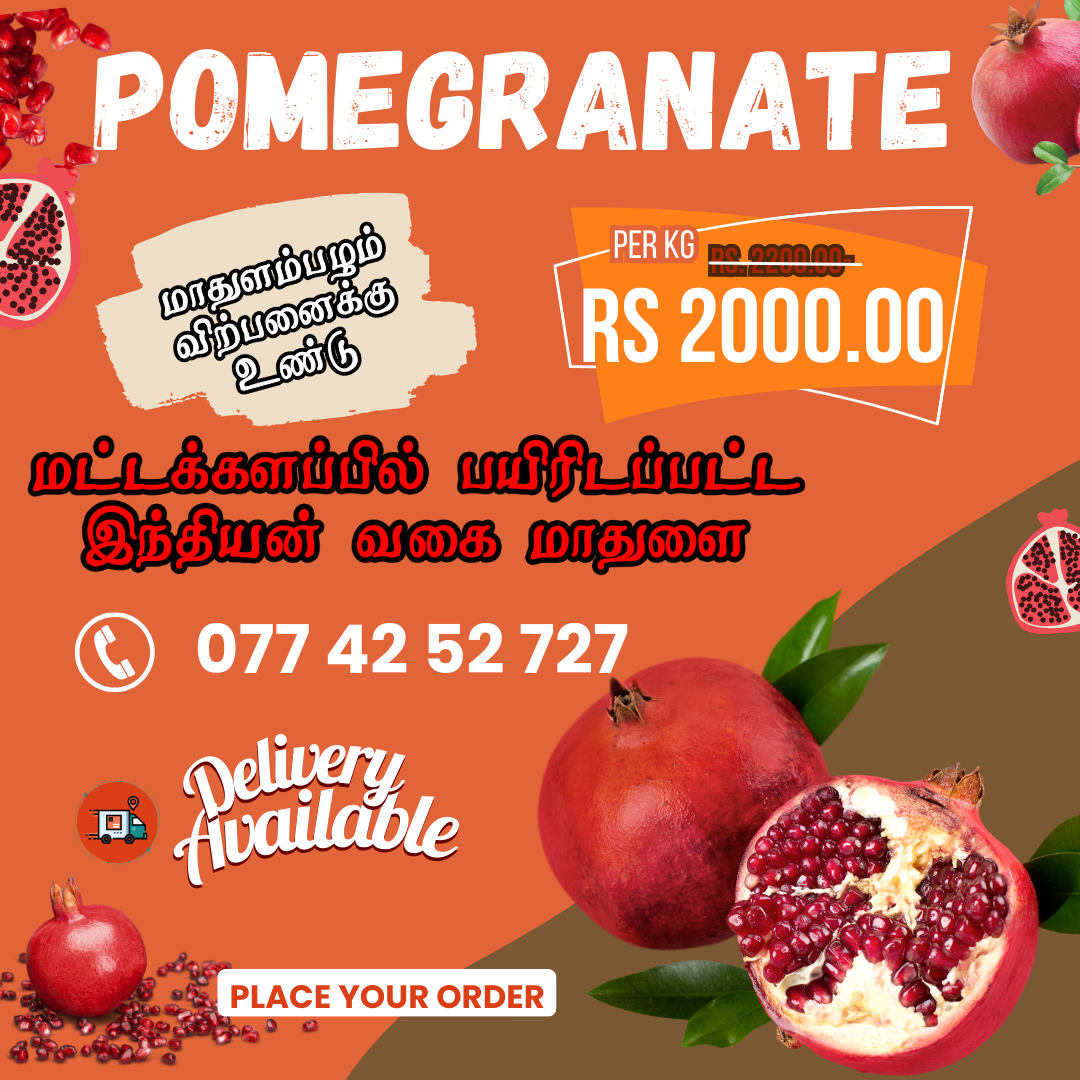 POMEGRANATE
மாதுளம்பழம்
விற்பனைக்கு
உண்டு
PER KG RS. 2200.00-
RS 2000.00
மட்டக்களப்பில் பயிரிடப்பட்ட
இந்தியன் வகை மாதுளை
077 42 52 727
Delivery
Available
PLACE YOUR ORDER